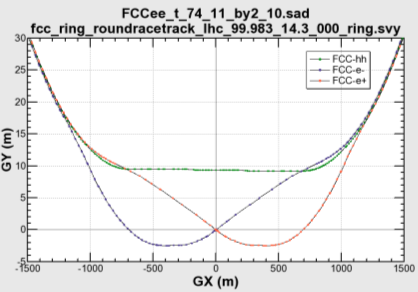 FCCee_t_74_11_by2_10.sad
fcc_ring_roundracetrack_lhc_99.983_14.3_000_ring.svy
30
25
20
15
10
5
0
-5
GY (m)
FCC-hh
FCC-e-
FCC-e+
-1500 -1000 -500 0 500 1000 1500
GX (m)